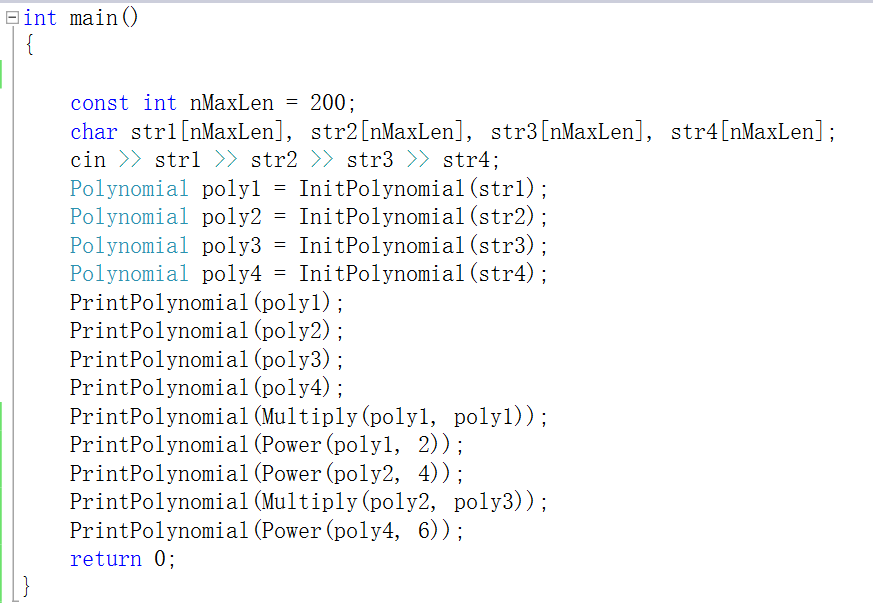 int main()
{
const int nMaxLen = 200;
char str1[nMaxLen], str2[nMaxLen], str3[nMaxLen], str4[nMaxLen];
cin >> str1 >> str2 >> str3 >> str4;
Polynomial poly1 = InitPolynomial(str1);
Polynomial poly2 = InitPolynomial(str2);
Polynomial poly3 = InitPolynomial(str3);
Polynomial poly4 = InitPolynomial(str4);
PrintPolynomial(poly1);
PrintPolynomial(poly2);
PrintPolynomial(poly3);
PrintPolynomial(poly4);
PrintPolynomial(Multiply(poly1, poly1));
PrintPolynomial(Power(poly1, 2));
PrintPolynomial(Power(poly2, 4));
PrintPolynomial(Multiply(poly2, poly3));
PrintPolynomial(Power(poly4, 6));
return 0;
}